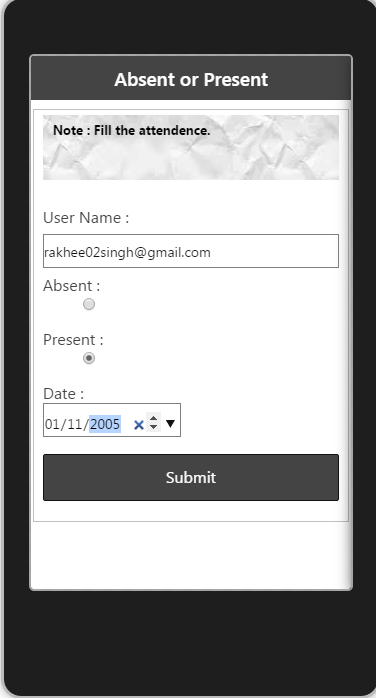 Absent or Present
Note : Fill the attendence.
User Name :
rakhee02singh@gmail.com
Absent :
Present :
Date :
01/11/2005
Submit